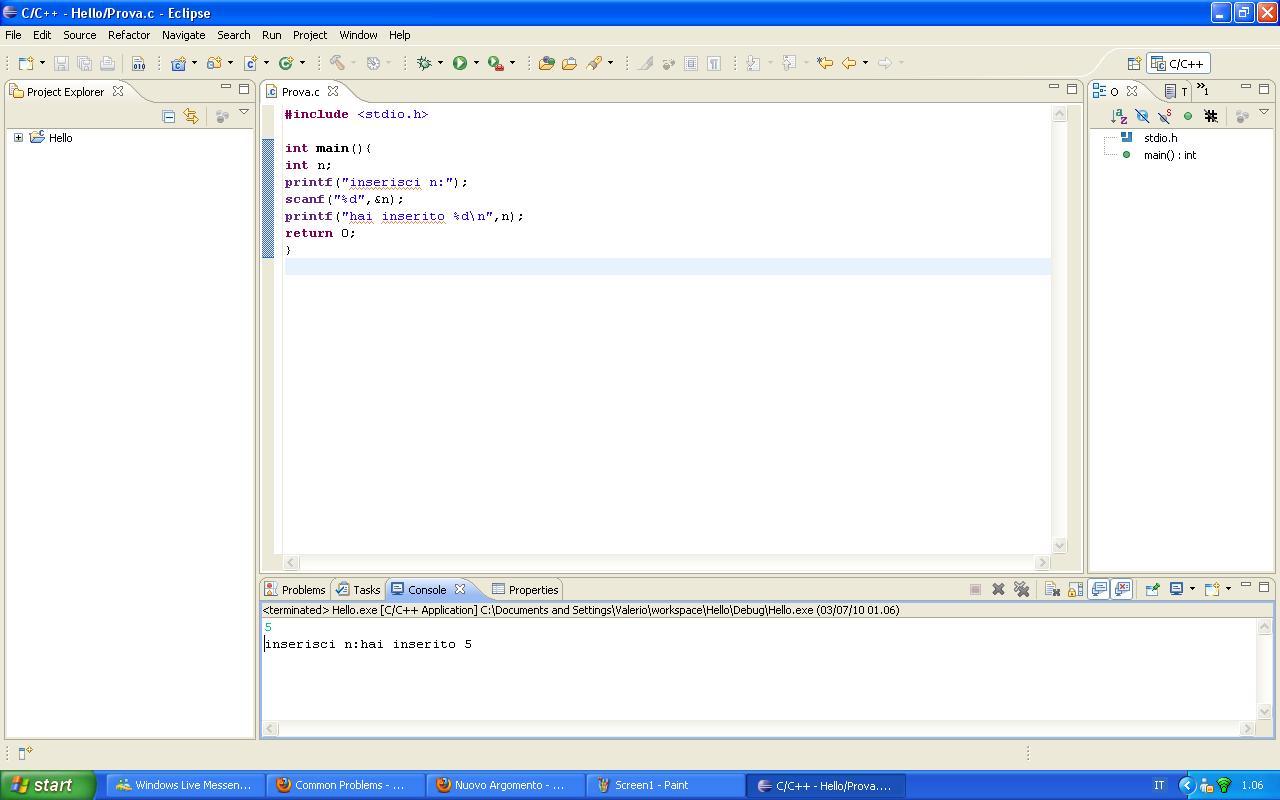 C/C++ - Hello/Prova.c - Eclipse
File Edit Source Refactor Navigate Search Run Project Window Help
010
C/C++
Project Explorer
Prova.c
O T »1
Hello
#include <stdio.h>
int main(){
int n;
printf("inserisci n:");
scanf("%d",&n);
printf("hai inserito %d\n",n);
return 0;
}
stdio.h
main() : int
Problems Tasks Console Properties
<terminated> Hello.exe [C/C++ Application] C:\Documents and Settings\Valerio\workspace\Hello\Debug\Hello.exe (03/07/10 01.06)
5
inserisci n:hai inserito 5
start Windows Live Messen... Common Problems - ... Nuovo Argomento - ... Screen1 - Paint C/C++ - Hello/Prova.... IT 1.06